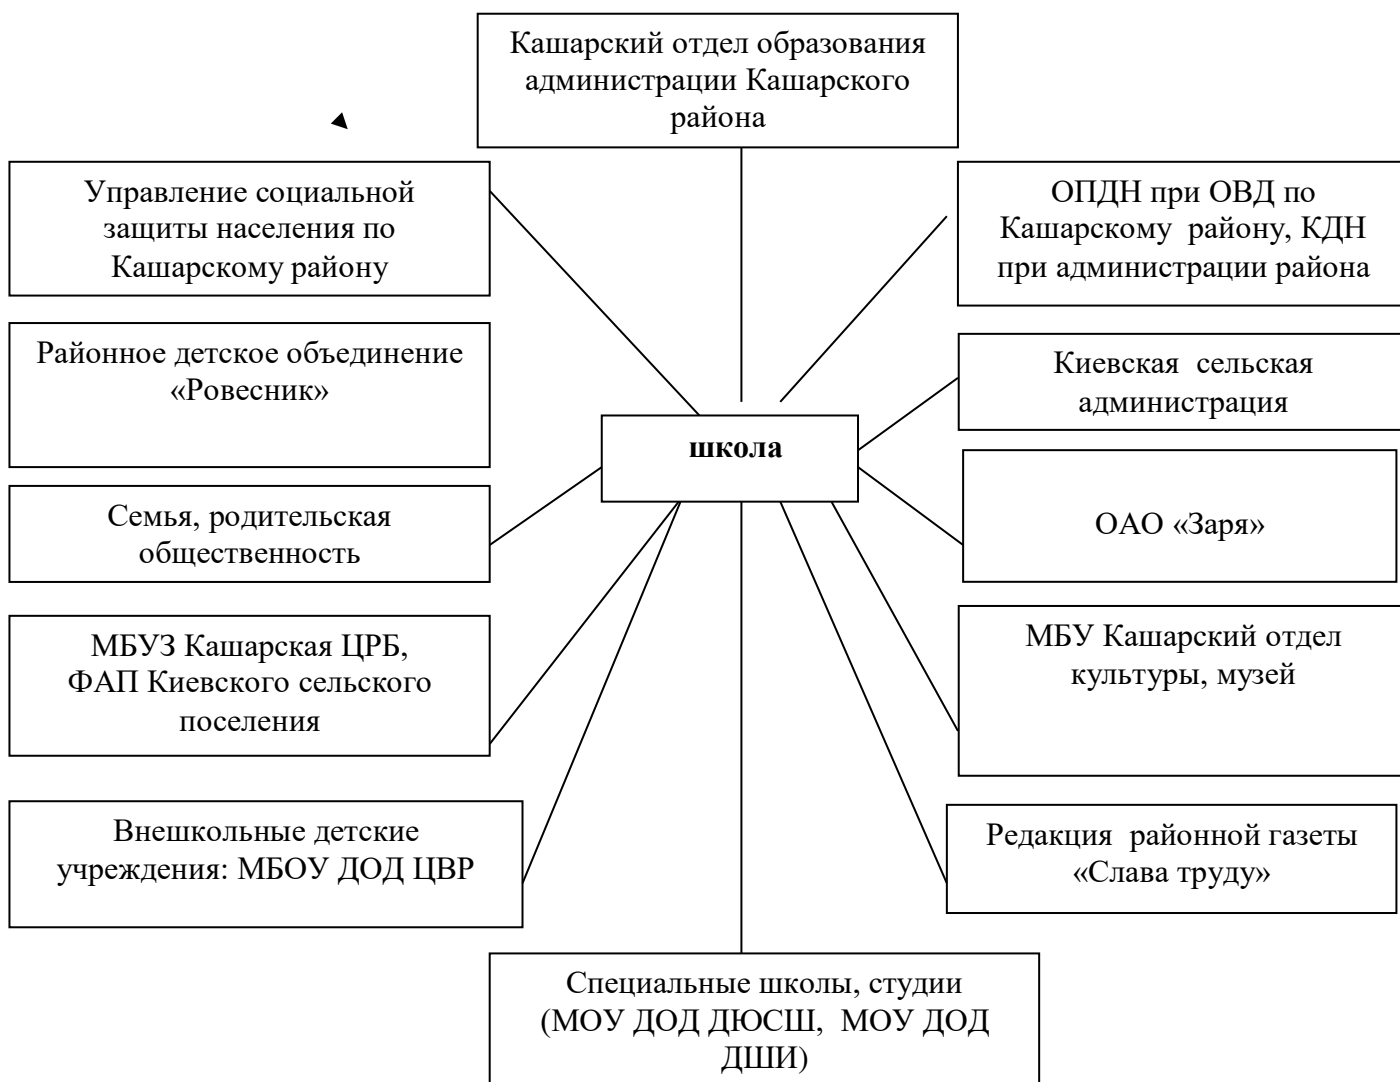 Кашарский отдел образования
администрации Кашарского
района
Управление социальной
защиты населения по
Кашарскому району
ОПДН при ОВД по
Кашарскому  району, КДН
при администрации района
Районное детское объединение
«Ровесник»
Киевская  сельская
администрация
школа
Семья, родительская
общественность
ОАО «Заря»
МБУЗ Кашарская ЦРБ,
ФАП Киевского сельского
поселения
МБУ Кашарский отдел
культуры, музей
Внешкольные детские
учреждения: МБОУ ДОД ЦВР
Редакция  районной газеты
«Слава труду»
Специальные школы, студии
(МОУ ДОД ДЮСШ,  МОУ ДОД
ДШИ)